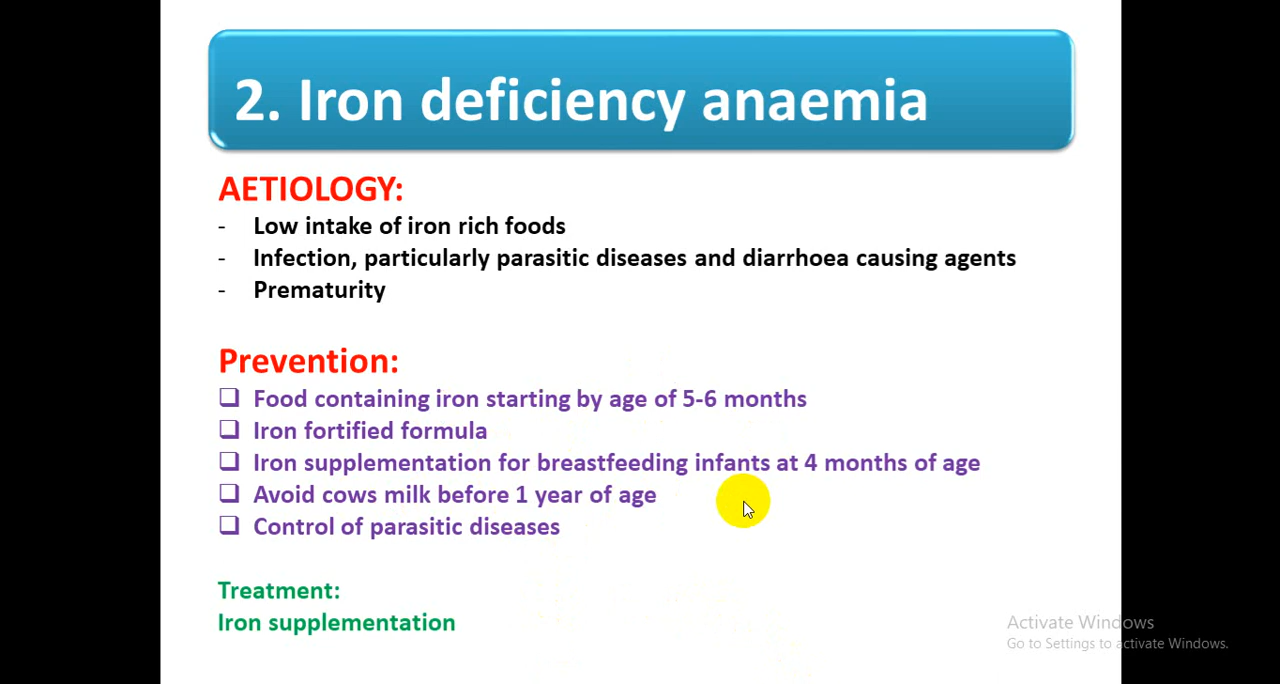 2. Iron deficiency anaemia
AETIOLOGY:
- Low intake of iron rich foods
- Infection, particularly parasitic diseases and diarrhoea causing agents
- Prematurity
Prevention:
❑ Food containing iron starting by age of 5-6 months
❑ Iron fortified formula
❑ Iron supplementation for breastfeeding infants at 4 months of age
❑ Avoid cows milk before 1 year of age
❑ Control of parasitic diseases
Treatment:
Iron supplementation
Activate Windows
Go to Settings to activate Windows.